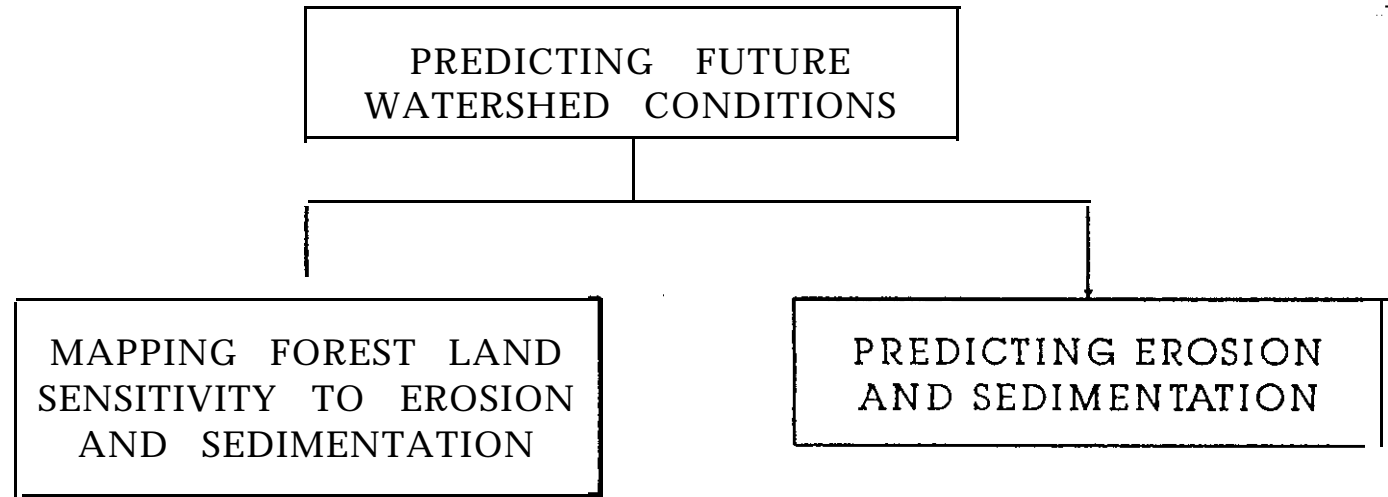 PREDICTING FUTURE
WATERSHED CONDITIONS
MAPPING FOREST LAND
SENSITIVITY TO EROSION
AND SEDIMENTATION
PREDICTING EROSION
AND SEDIMENTATION